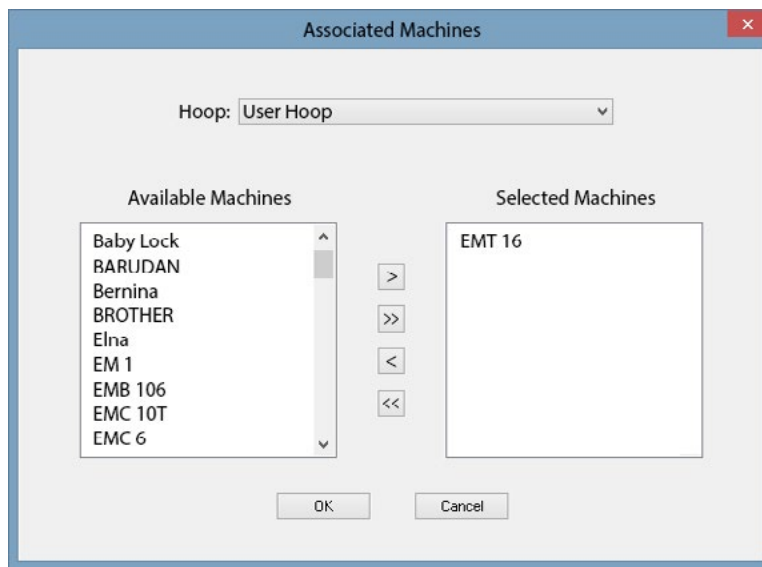 Associated Machines
Hoop: User Hoop
Available Machines
Selected Machines
Baby Lock
BARUDAN
Bernina
BROTHER
Elna
EM 1
EMB 106
EMC 10T
EMC 6
>
>>
<
<<
EMT 16
OK
Cancel